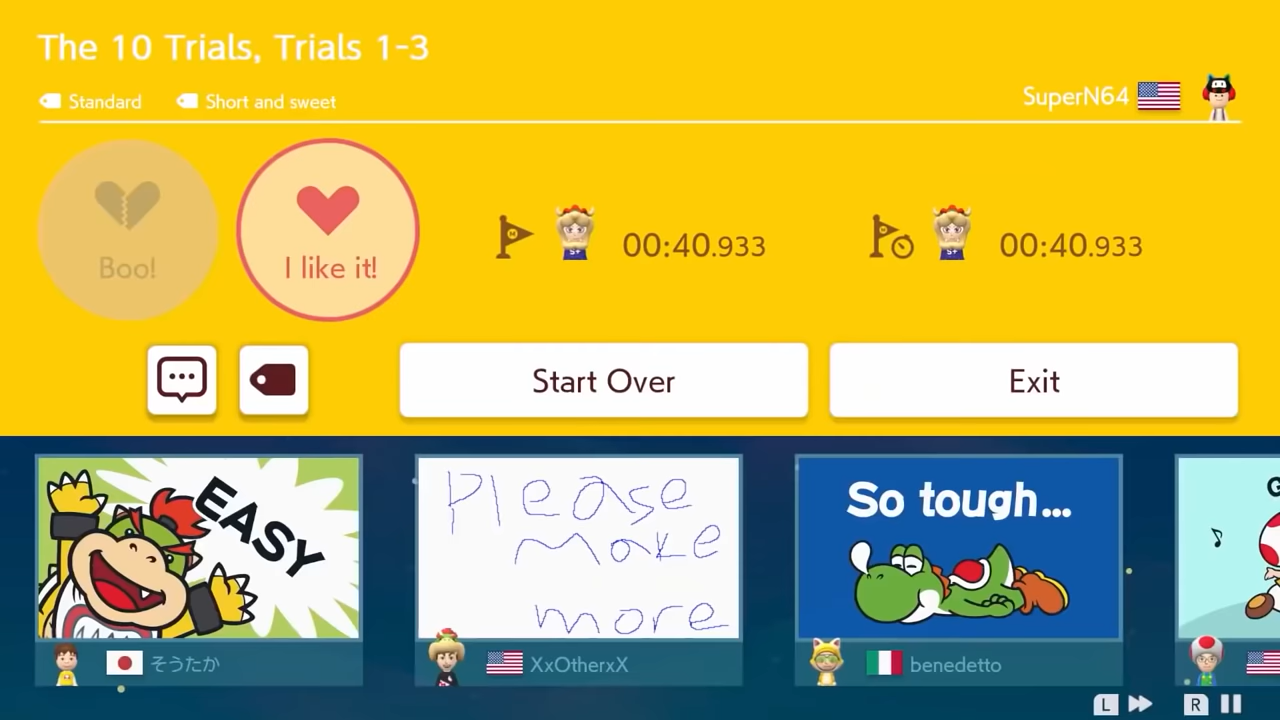 The 10 Trials, Trials 1-3
Standard Short and sweet
SuperN64
Boo!
I like it!
M
00:40.933
M
00:40.933
Start Over
Exit
EASY
Please
make
more
So tough...
G
そうたか
XxOtherxX
benedetto
L
R